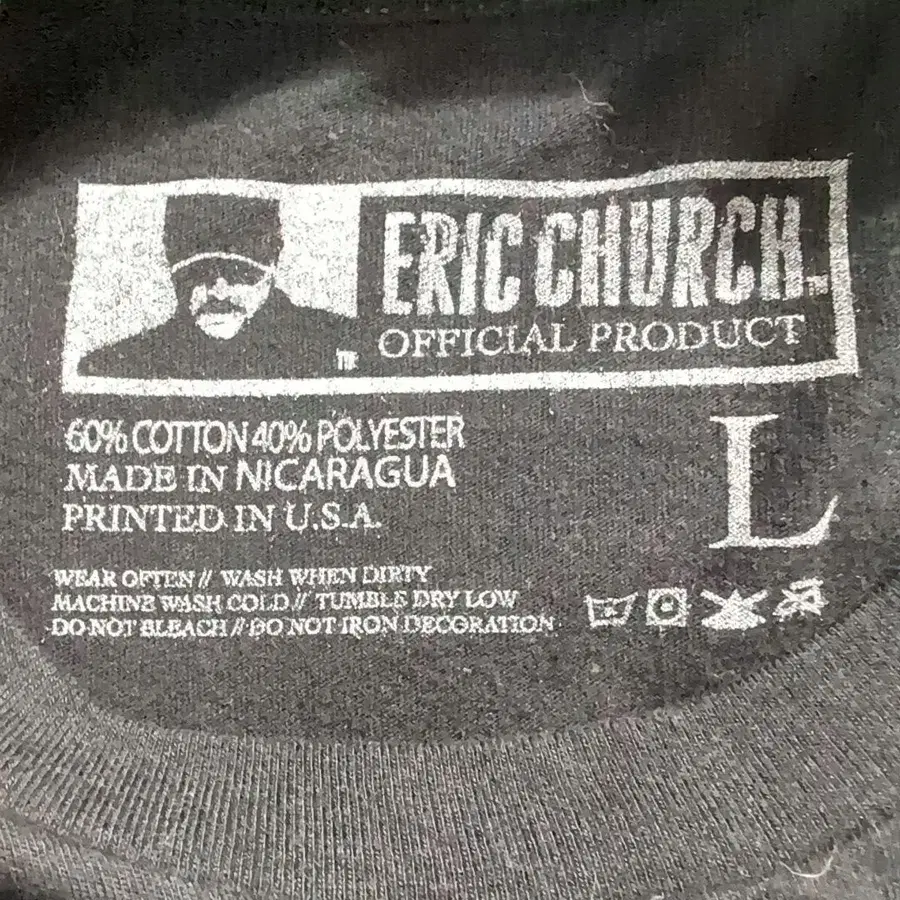 ERIC CHURCH™
OFFICIAL PRODUCT
TM
60% COTTON 40% POLYESTER
MADE IN NICARAGUA
PRINTED IN U.S.A.
L
WEAR OFTEN // WASH WHEN DIRTY
MACHINE WASH COLD // TUMBLE DRY LOW
DO NOT BLEACH // DO NOT IRON DECORATION